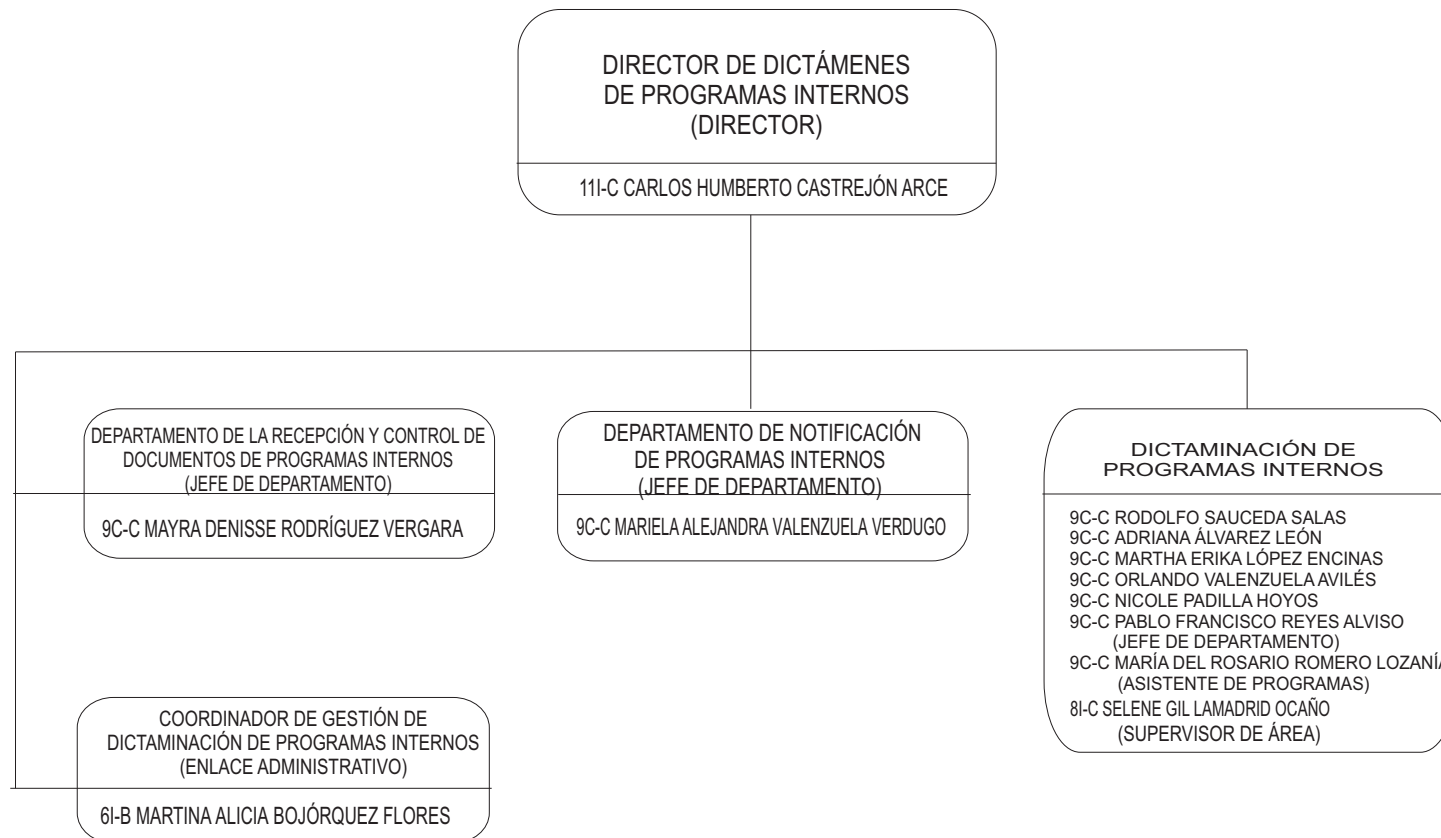 DIRECTOR DE DICTÁMENES
DE PROGRAMAS INTERNOS
(DIRECTOR)
11I-C CARLOS HUMBERTO CASTREJÓN ARCE
DEPARTAMENTO DE LA RECEPCIÓN Y CONTROL DE
DOCUMENTOS DE PROGRAMAS INTERNOS
(JEFE DE DEPARTAMENTO)
9C-C MAYRA DENISSE RODRÍGUEZ VERGARA
DEPARTAMENTO DE NOTIFICACIÓN
DE PROGRAMAS INTERNOS
(JEFE DE DEPARTAMENTO)
9C-C MARIELA ALEJANDRA VALENZUELA VERDUGO
DICTAMINACIÓN DE
PROGRAMAS INTERNOS
9C-C RODOLFO SAUCEDA SALAS
9C-C ADRIANA ÁLVAREZ LEÓN
9C-C MARTHA ERIKA LÓPEZ ENCINAS
9C-C ORLANDO VALENZUELA AVILÉS
9C-C NICOLE PADILLA HOYOS
9C-C PABLO FRANCISCO REYES ALVISO
(JEFE DE DEPARTAMENTO)
9C-C MARÍA DEL ROSARIO ROMERO LOZANÍA
(ASISTENTE DE PROGRAMAS)
8I-C SELENE GIL LAMADRID OCAÑO
(SUPERVISOR DE ÁREA)
COORDINADOR DE GESTIÓN DE
DICTAMINACIÓN DE PROGRAMAS INTERNOS
(ENLACE ADMINISTRATIVO)
6I-B MARTINA ALICIA BOJÓRQUEZ FLORES